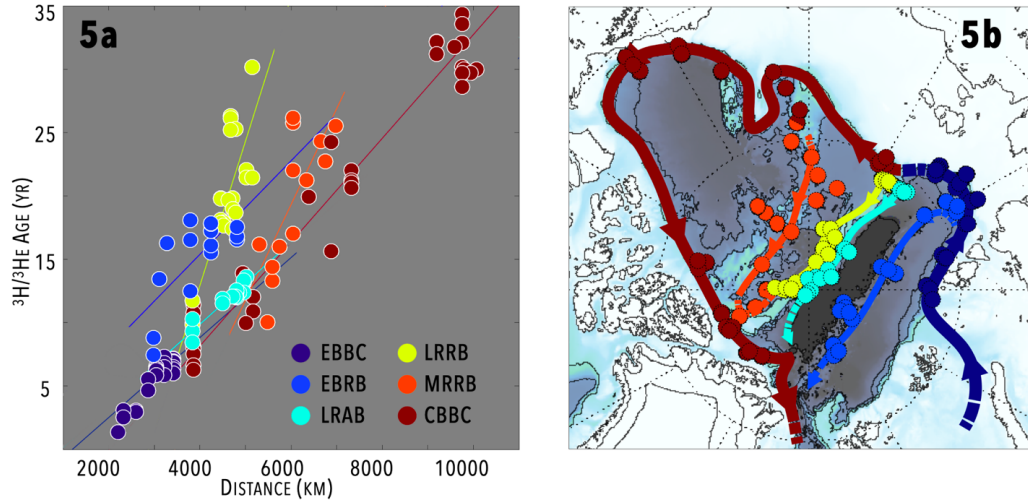 5a
35
25
15
5
³H/³He Age (yr)
EBBC
EBRB
LRAB
LRRB
MRRB
CBBC
2000
4000
6000
8000
10000
Distance (km)
5b